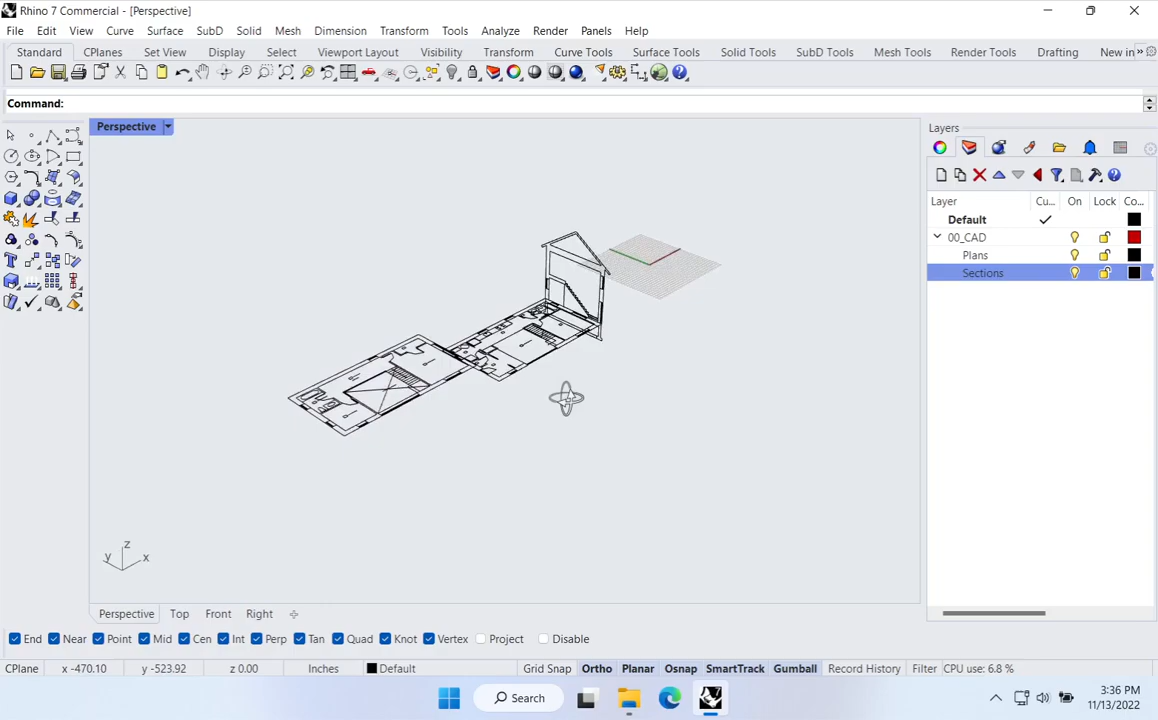 Rhino 7 Commercial - [Perspective]
File Edit View Curve Surface SubD Solid Mesh Dimension Transform Tools Analyze Render Panels Help
Standard CPlanes Set View Display Select Viewport Layout Visibility Transform Curve Tools Surface Tools Solid Tools SubD Tools Mesh Tools Render Tools Drafting New in »
Command:
Perspective
Layers
Layer Cu... On Lock Co...
Default
00_CAD
Plans
Sections
z
y x
Perspective Top Front Right
End Near Point Mid Cen Int Perp Tan Quad Knot Vertex Project Disable
CPlane x -470.10 y -523.92 z 0.00 Inches Default Grid Snap Ortho Planar Osnap SmartTrack Gumball Record History Filter CPU use: 6.8 %
Search
3:36 PM
11/13/2022